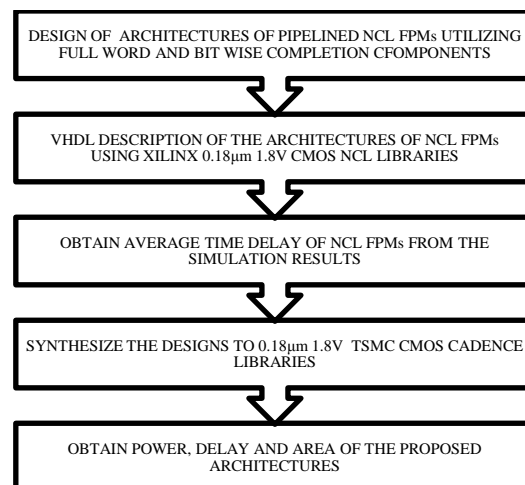 DESIGN OF ARCHITECTURES OF PIPELINED NCL FPMs UTILIZING
FULL WORD AND BIT WISE COMPLETION CFOMPONENTS
VHDL DESCRIPTION OF THE ARCHITECTURES OF NCL FPMs
USING XILINX 0.18µm 1.8V CMOS NCL LIBRARIES
OBTAIN AVERAGE TIME DELAY OF NCL FPMs FROM THE
SIMULATION RESULTS
SYNTHESIZE THE DESIGNS TO 0.18µm 1.8V TSMC CMOS CADENCE
LIBRARIES
OBTAIN POWER, DELAY AND AREA OF THE PROPOSED
ARCHITECTURES